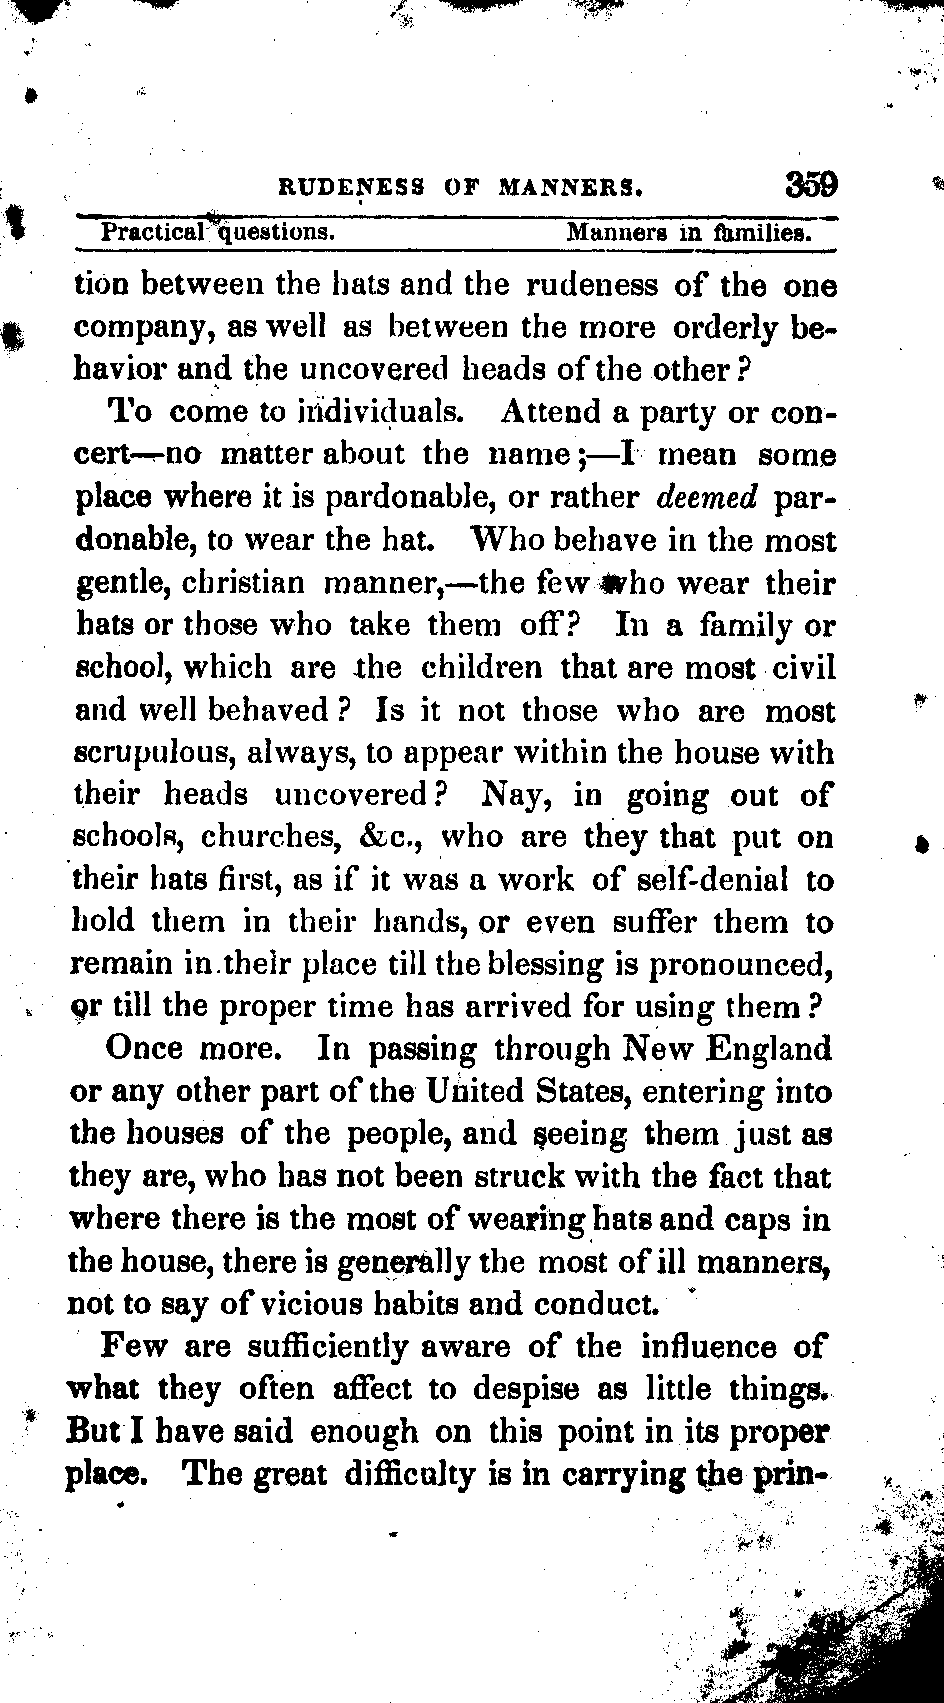 RUDENESS OF MANNERS. 359
Practical questions. Manners in families.
tion between the hats and the rudeness of the one
company, as well as between the more orderly be-
havior and the uncovered heads of the other?
To come to individuals. Attend a party or con-
cert—no matter about the name;—I mean some
place where it is pardonable, or rather deemed par-
donable, to wear the hat. Who behave in the most
gentle, christian manner,—the few who wear their
hats or those who take them off? In a family or
school, which are the children that are most civil
and well behaved? Is it not those who are most
scrupulous, always, to appear within the house with
their heads uncovered? Nay, in going out of
schools, churches, &c., who are they that put on
their hats first, as if it was a work of self-denial to
hold them in their hands, or even suffer them to
remain in their place till the blessing is pronounced,
or till the proper time has arrived for using them?
Once more. In passing through New England
or any other part of the United States, entering into
the houses of the people, and seeing them just as
they are, who has not been struck with the fact that
where there is the most of wearing hats and caps in
the house, there is generally the most of ill manners,
not to say of vicious habits and conduct.
Few are sufficiently aware of the influence of
what they often affect to despise as little things.
But I have said enough on this point in its proper
place. The great difficulty is in carrying the prin-